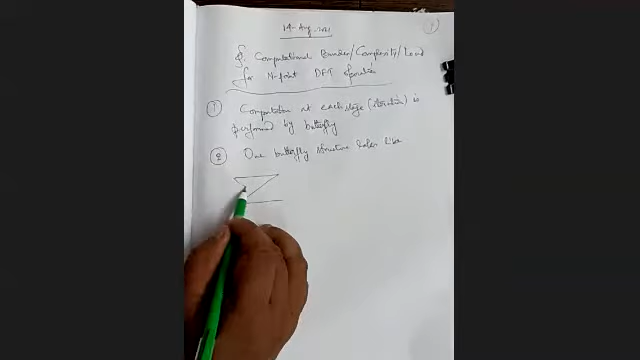 14 Aug 2021
9
§. Computational Burden/Complexity/Load
for N-point DFT operation
① Computation at each stage (iteration) is
performed by butterfly
② One butterfly structure looks like